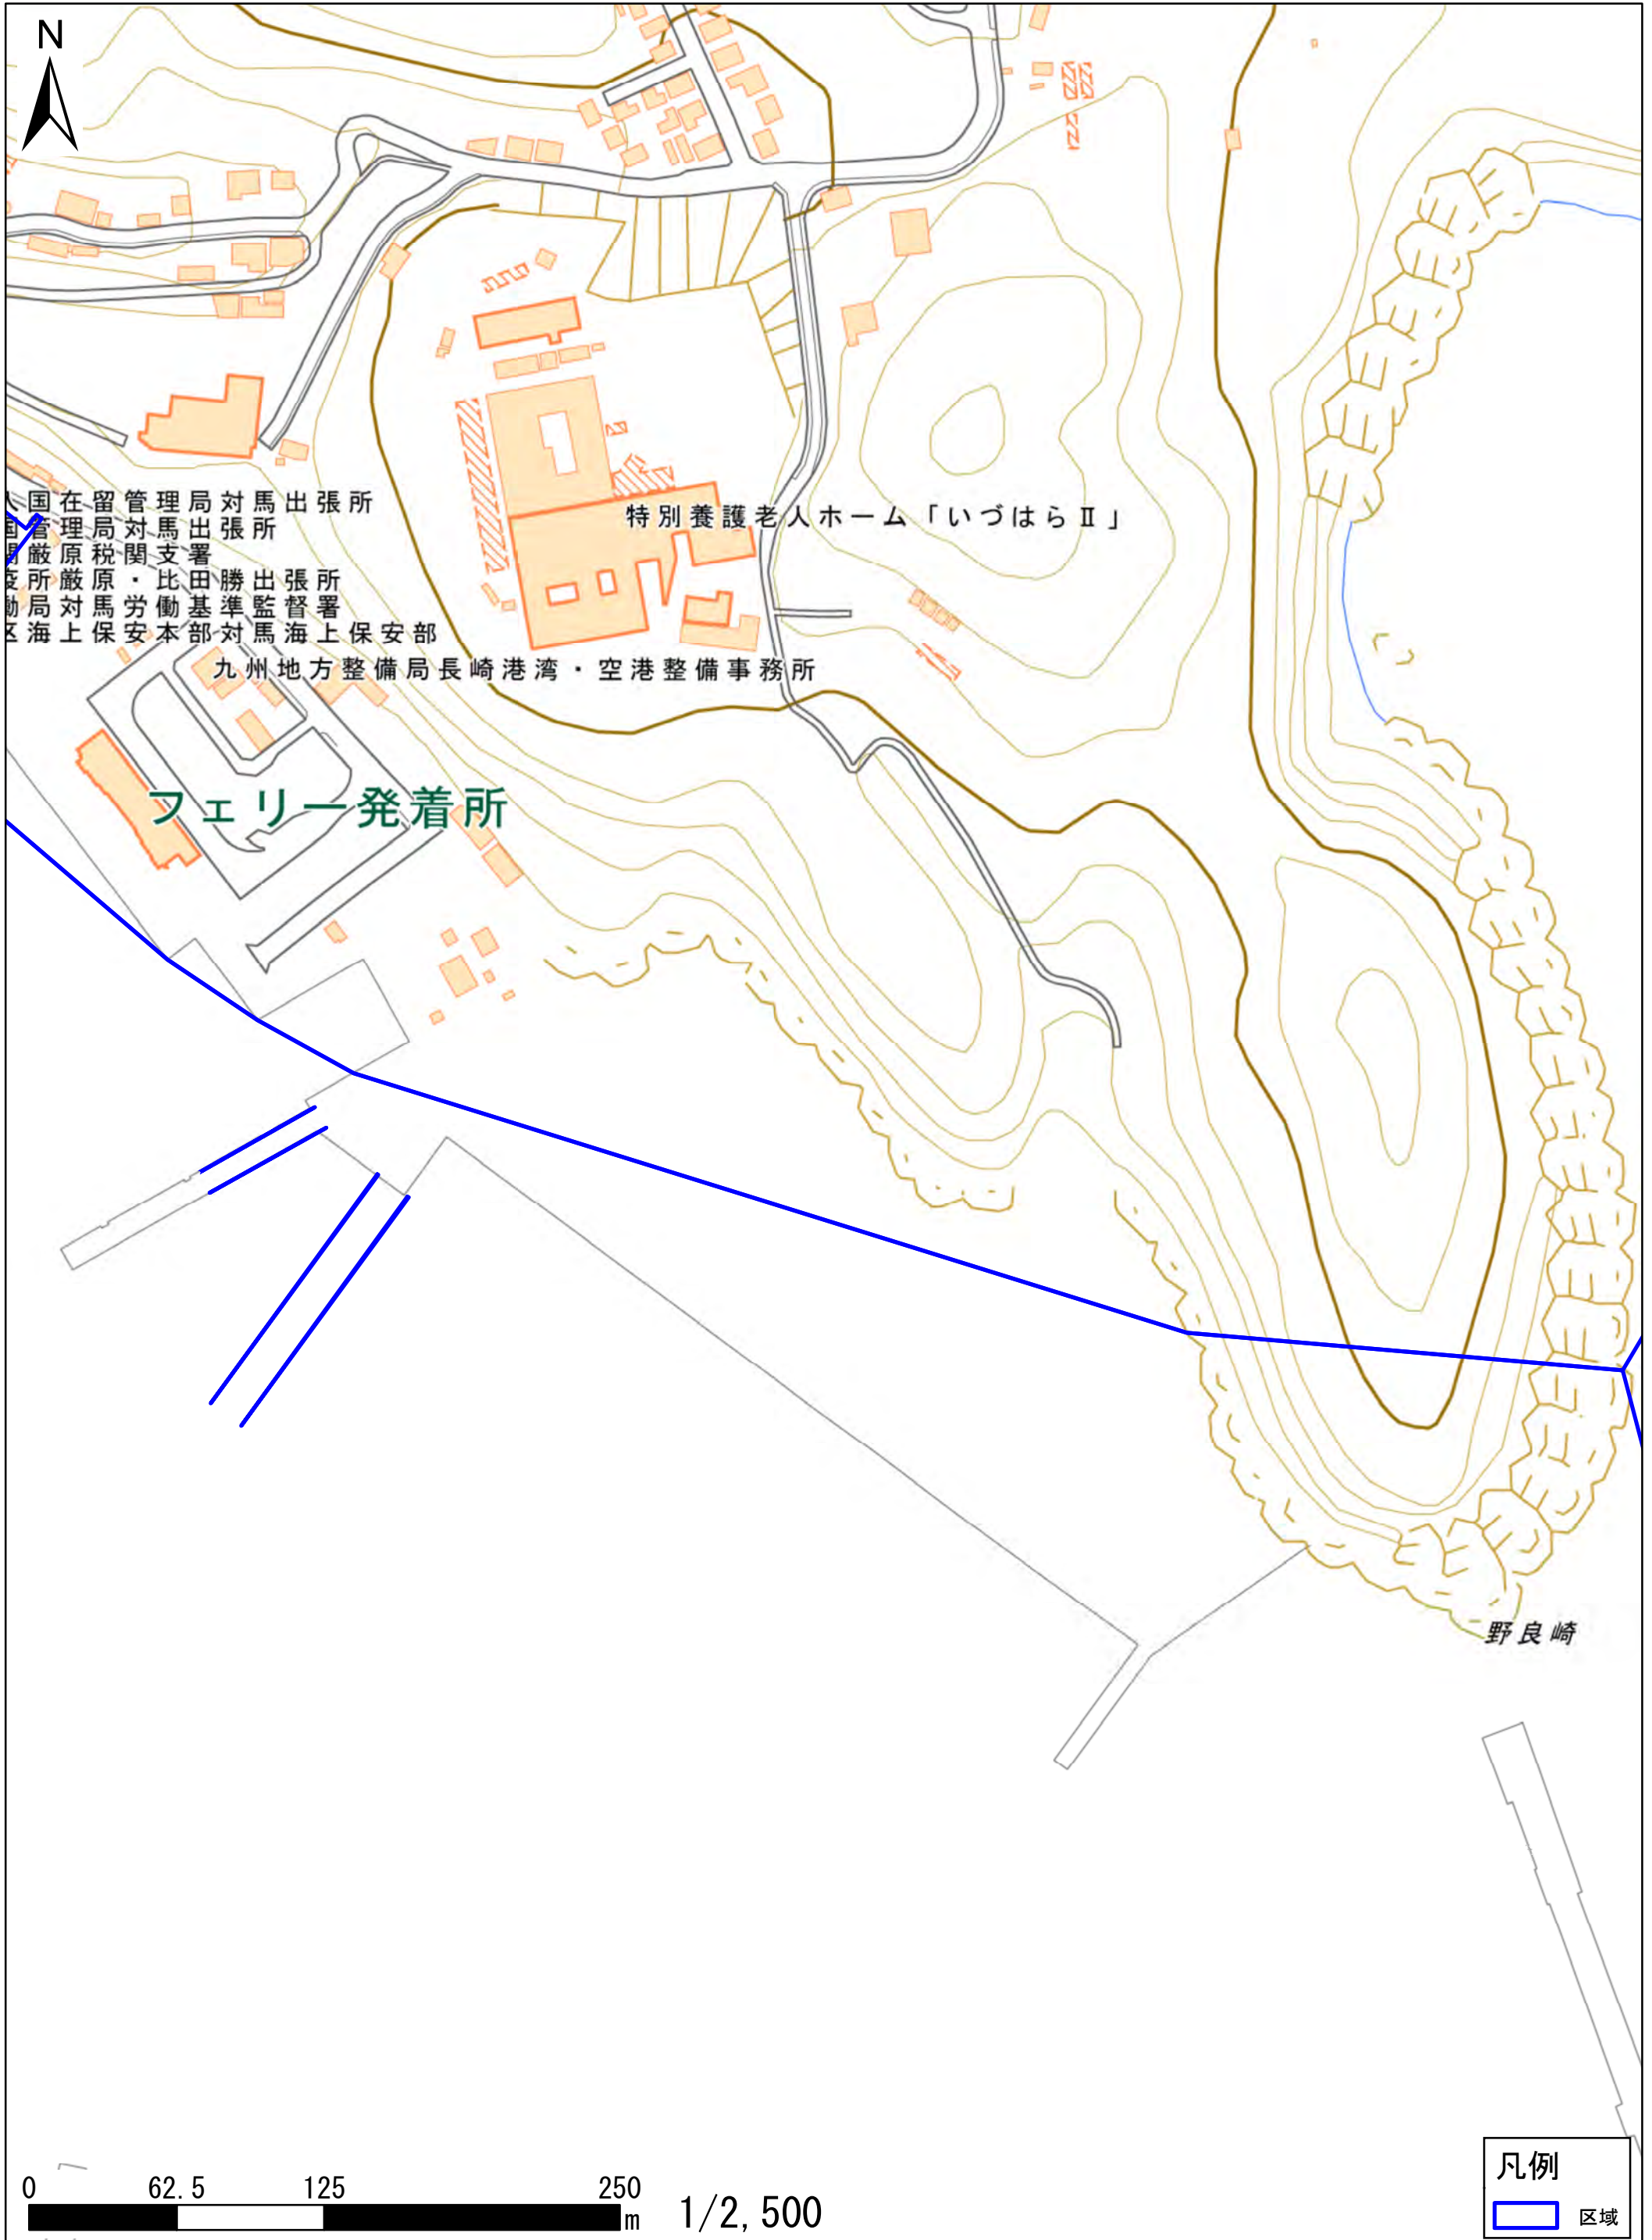 N
国在留管理局対馬出張所
管理局対馬出張所
厳原税関支署
所厳原・比田勝出張所
局対馬労働基準監督署
海上保安本部対馬海上保安部
特別養護老人ホーム「いづはらⅡ」
九州地方整備局長崎港湾・空港整備事務所
フェリー発着所
野良崎
0 62.5 125 250
m
1/2,500
凡例
区域